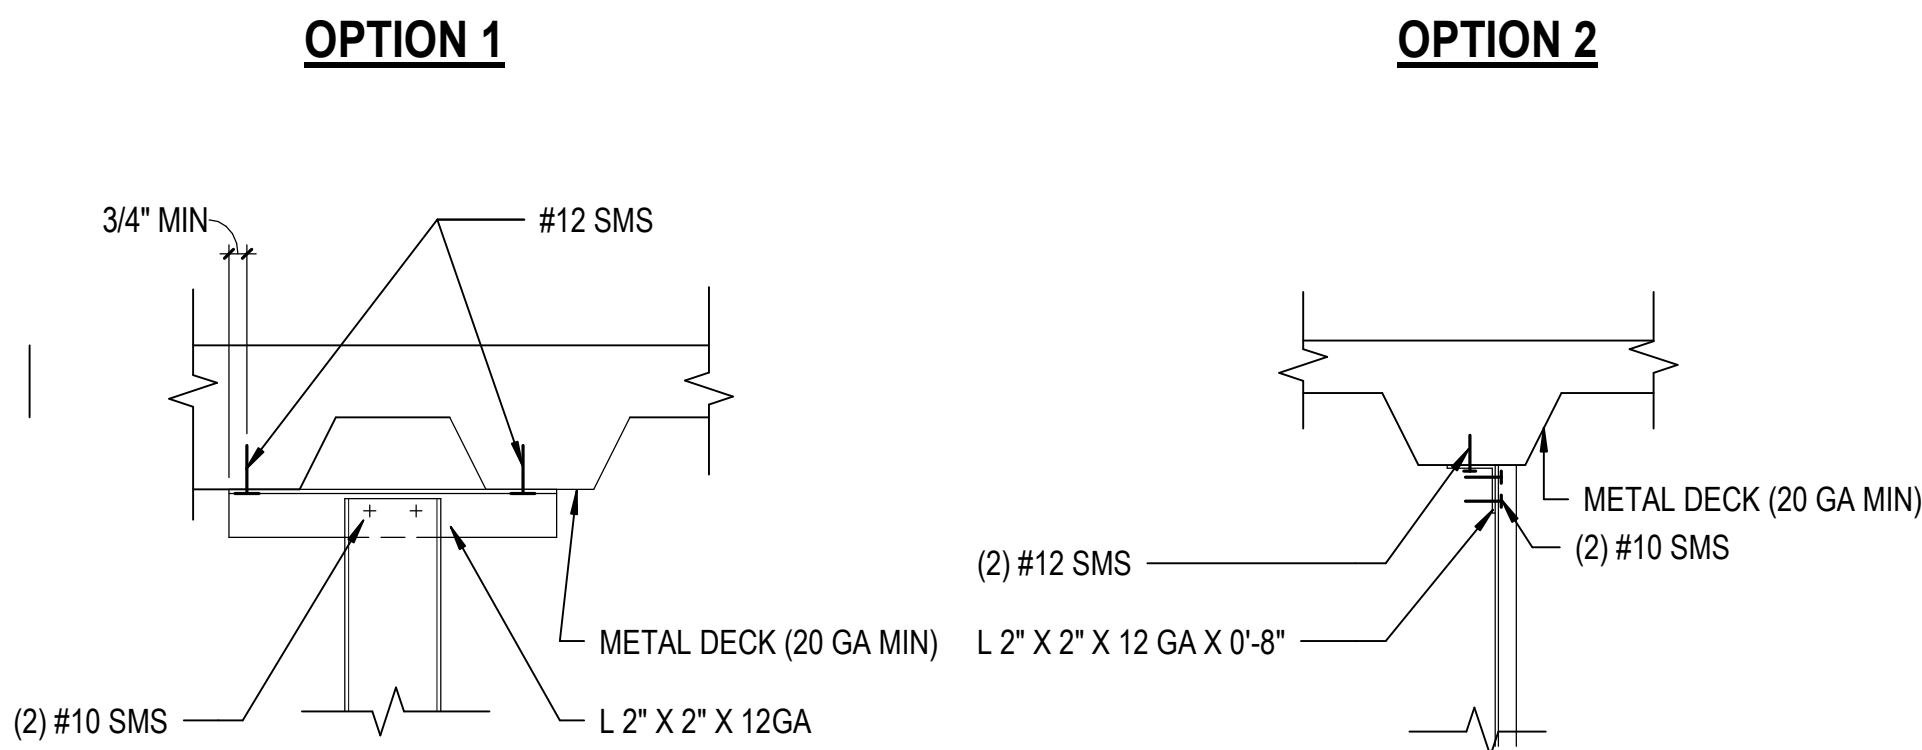 OPTION 1
3/4" MIN
#12 SMS
METAL DECK (20 GA MIN)
(2) #10 SMS
L 2" X 2" X 12GA
OPTION 2
METAL DECK (20 GA MIN)
(2) #10 SMS
(2) #12 SMS
L 2" X 2" X 12 GA X 0'-8"